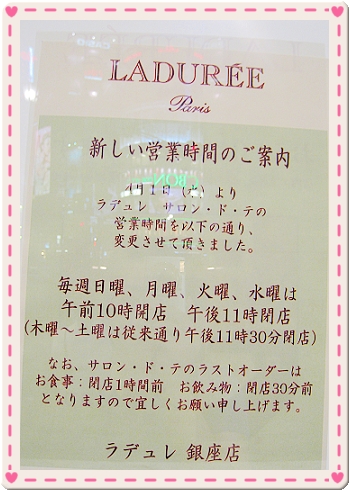 LADURÉE
Paris
新しい営業時間のご案内
(水)より
ラデュレ サロン・ド・テの
営業時間を以下の通り、
変更させて頂きました。
毎週日曜、月曜、火曜、水曜は
午前10時開店 午後11時閉店
(木曜~土曜は従来通り午後11時30分閉店)
なお、サロン・ド・テのラストオーダーは
お食事:閉店1時間前 お飲み物:閉店30分前
となりますので宜しくお願い申し上げます。
ラデュレ 銀座店